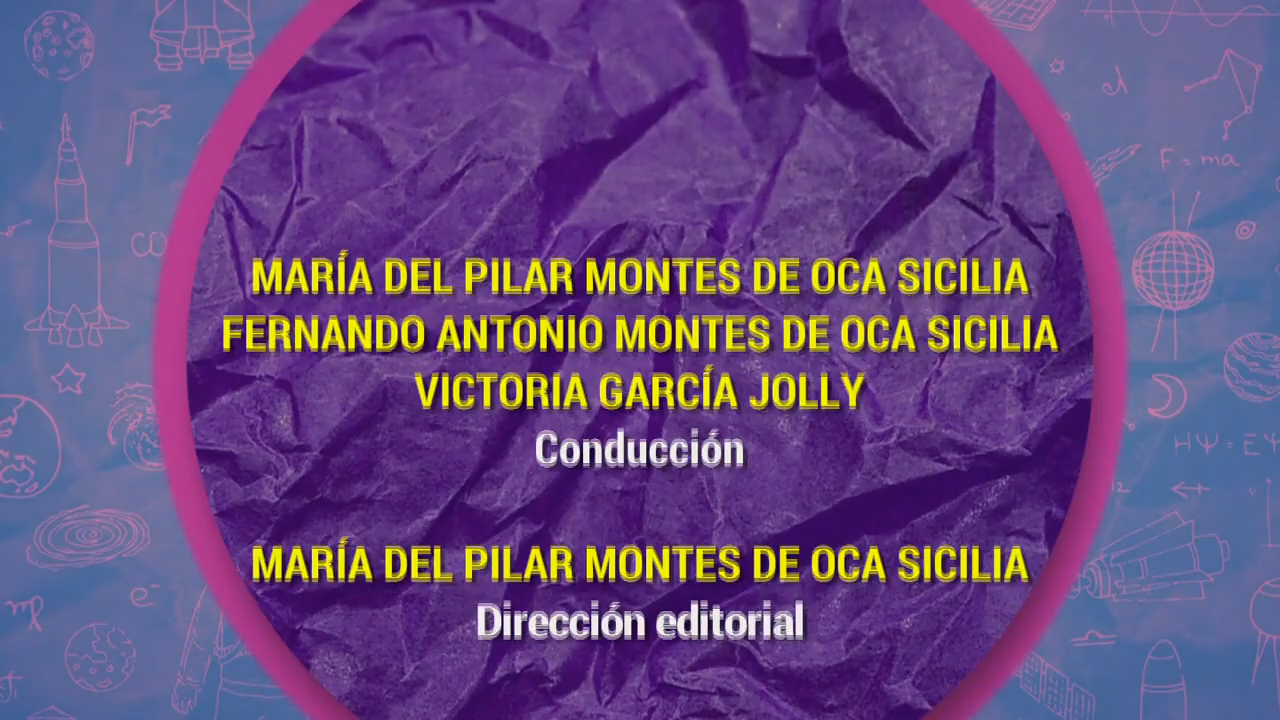 MARÍA DEL PILAR MONTES DE OCA SICILIA
FERNANDO ANTONIO MONTES DE OCA SICILIA
VICTORIA GARCÍA JOLLY
Conducción
MARÍA DEL PILAR MONTES DE OCA SICILIA
Dirección editorial
F = ma